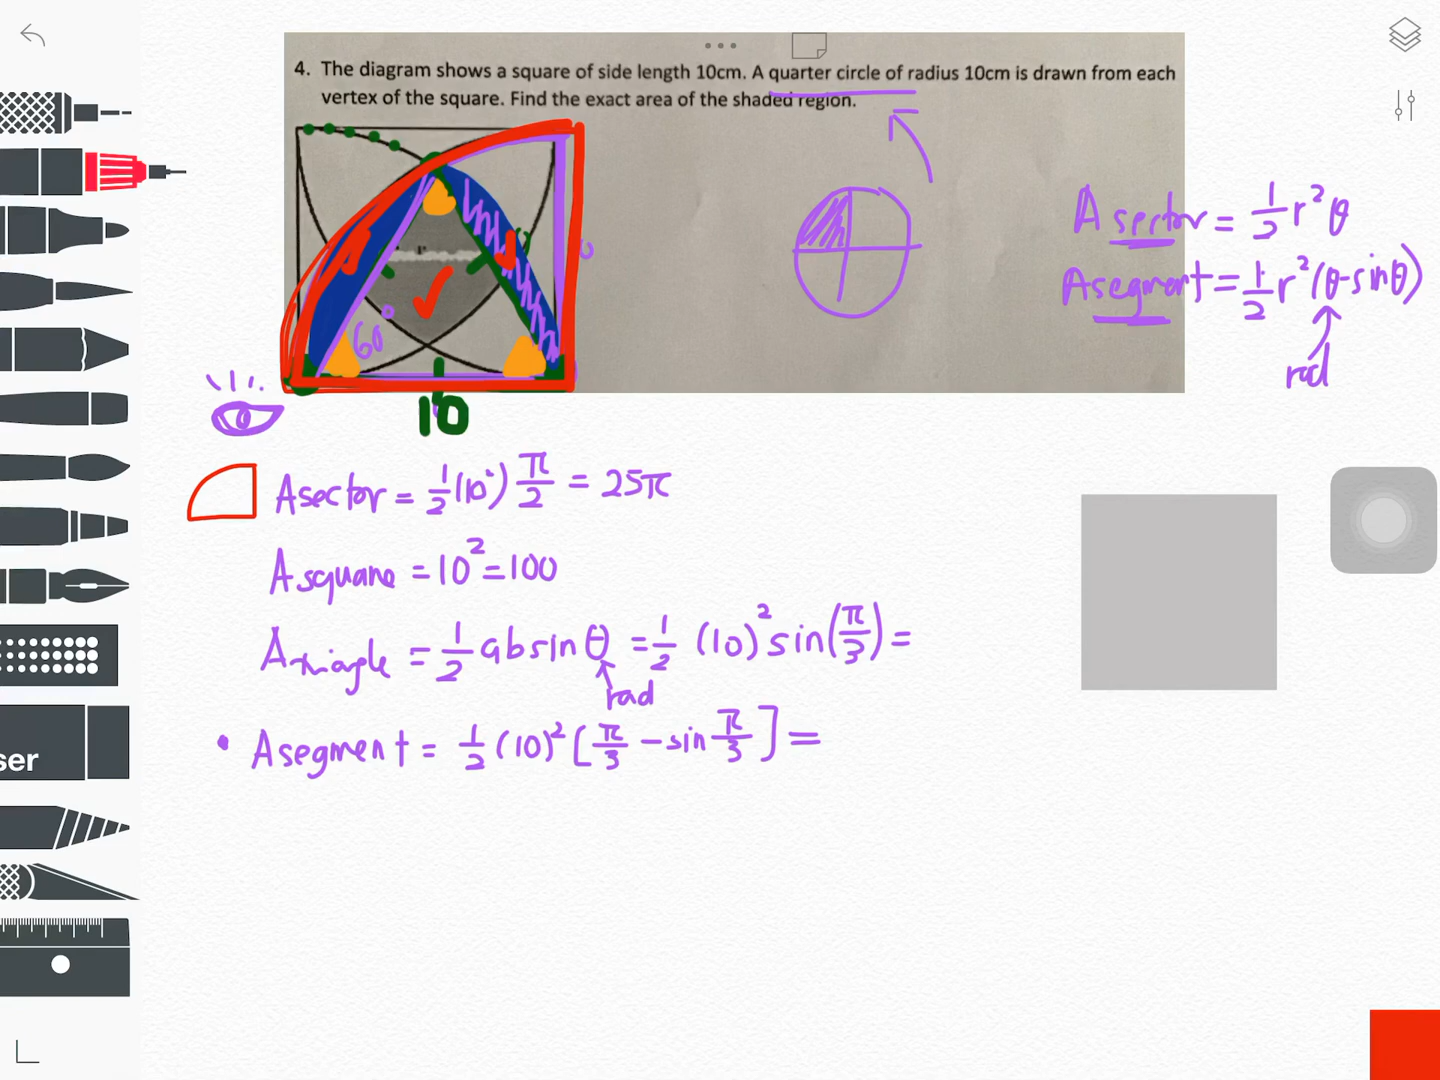 4. The diagram shows a square of side length 10cm. A quarter circle of radius 10cm is drawn from each
vertex of the square. Find the exact area of the shaded region.
A sector = 1/2 r² θ
Asegment = 1/2 r² (θ-sinθ)
rad
60°
10
Asector = 1/2 (10²) π/2 = 25π
Asquare = 10² = 100
Atriangle = 1/2 absinθ = 1/2 (10)² sin(π/3) =
rad
• Asegment = 1/2 (10)² [π/3 - sin π/3] =
ser